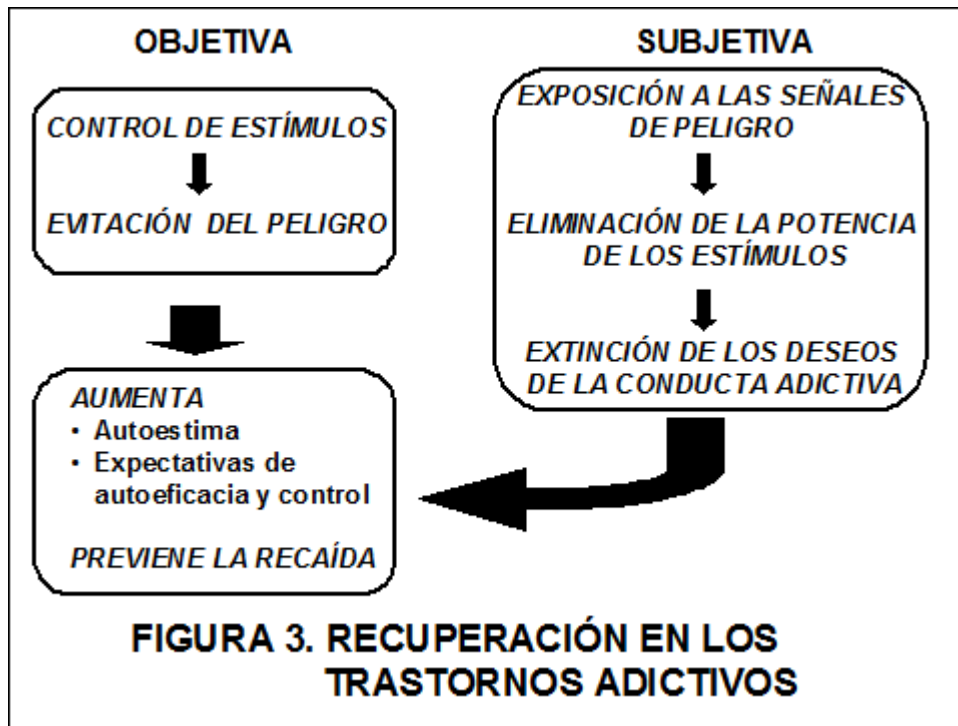 OBJETIVA
CONTROL DE ESTÍMULOS
EVITACIÓN DEL PELIGRO
SUBJETIVA
EXPOSICIÓN A LAS SEÑALES
DE PELIGRO
ELIMINACIÓN DE LA POTENCIA
DE LOS ESTÍMULOS
EXTINCIÓN DE LOS DESEOS
DE LA CONDUCTA ADICTIVA
AUMENTA
• Autoestima
• Expectativas de
autoeficacia y control
PREVIENE LA RECAÍDA
FIGURA 3. RECUPERACIÓN EN LOS
TRASTORNOS ADICTIVOS